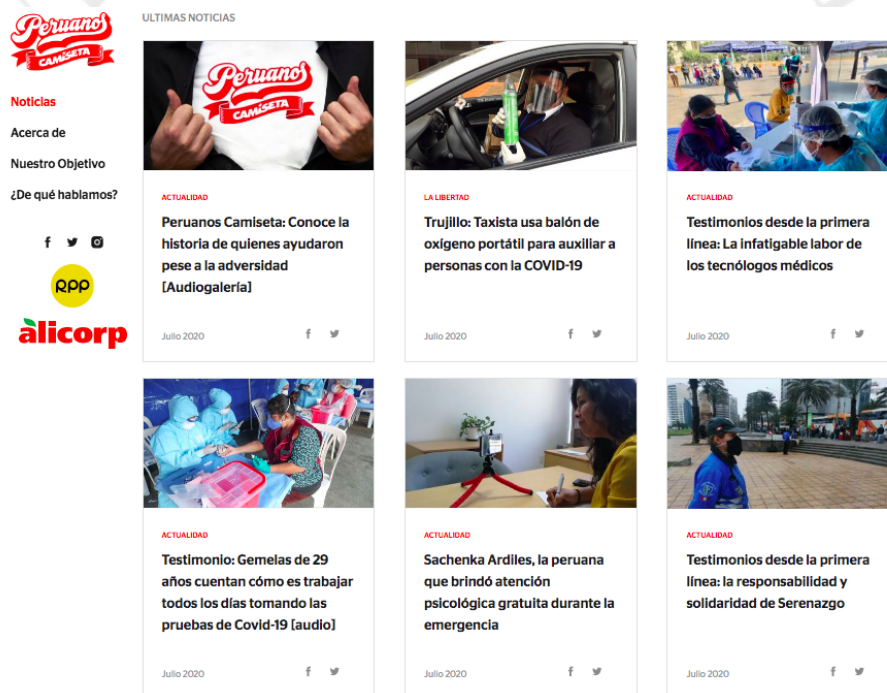 Peruanos
CAMISETA
Noticias
Acerca de
Nuestro Objetivo
¿De qué hablamos?
RPP
alicorp
ULTIMAS NOTICIAS
Peruanos
CAMISETA
ACTUALIDAD
Peruanos Camiseta: Conoce la
historia de quienes ayudaron
pese a la adversidad
[Audiogalería]
Julio 2020
LA LIBERTAD
Trujillo: Taxista usa balón de
oxígeno portátil para auxiliar a
personas con la COVID-19
Julio 2020
ACTUALIDAD
Testimonios desde la primera
línea: La infatigable labor de
los tecnólogos médicos
Julio 2020
ACTUALIDAD
Testimonio: Gemelas de 29
años cuentan cómo es trabajar
todos los días tomando las
pruebas de Covid-19 [audio]
Julio 2020
ACTUALIDAD
Sachenka Ardiles, la peruana
que brindó atención
psicológica gratuita durante la
emergencia
Julio 2020
ACTUALIDAD
Testimonios desde la primera
línea: la responsabilidad y
solidaridad de Serenazgo
Julio 2020